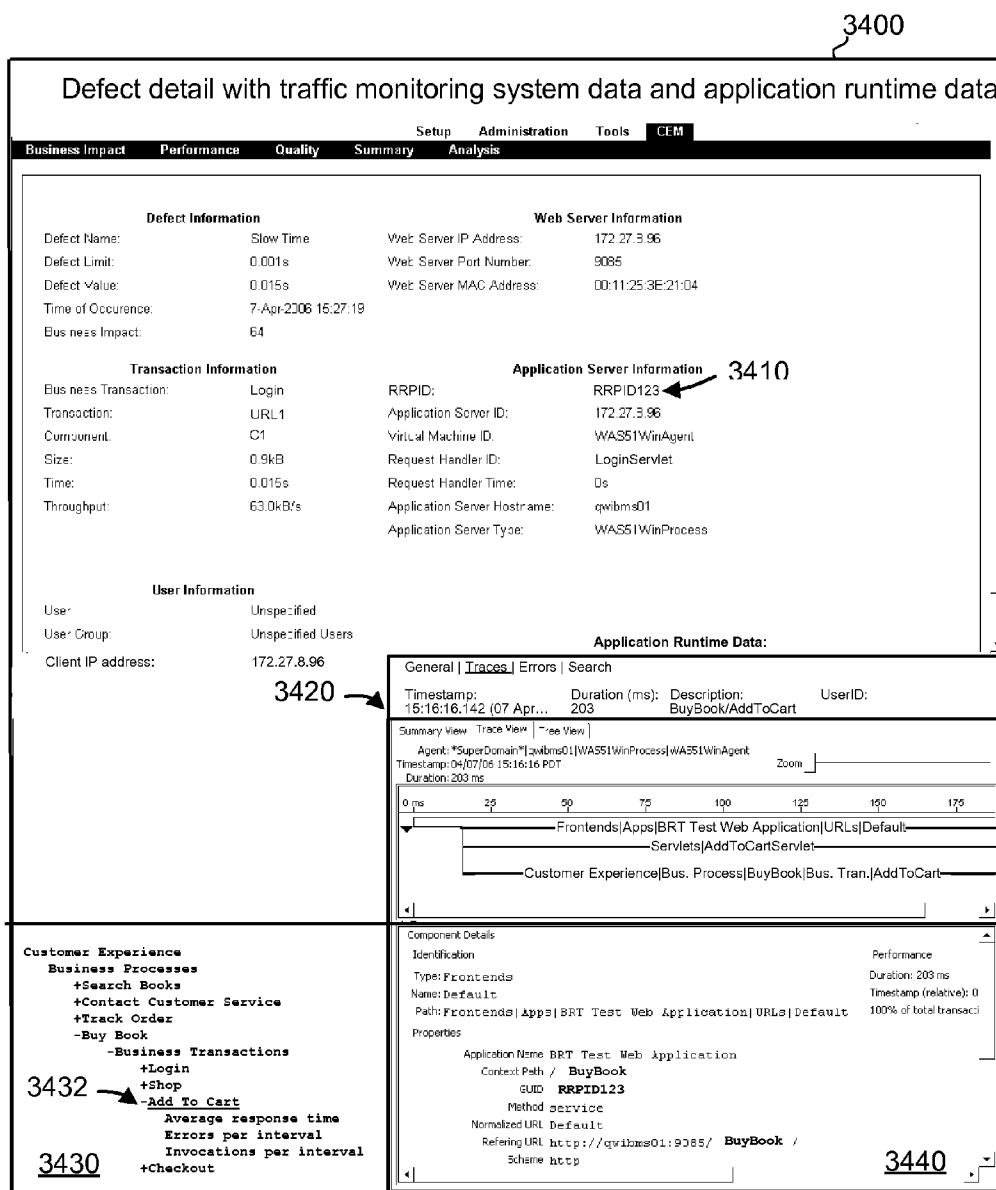 3400
Defect detail with traffic monitoring system data and application runtime data
Setup Administration Tools CEM
Business Impact Performance Quality Summary Analysis
Defect Information Web Server Information
Defect Name: Slow Time Web Server IP Address: 172.27.8.96
Defect Limit: 0.001s Web Server Port Number: 9085
Defect Value: 0.015s Web Server MAC Address: 00:11:25:3E:21:04
Time of Occurence: 7-Apr-2006 15:27:19
Business Impact: 64
Transaction Information Application Server Information 3410
Business Transaction: Login RRPID: RRPID123
Transaction: URL1 Application Server ID: 172.27.8.96
Component: C1 Virtual Machine ID: WAS51WinAgent
Size: 0.9kB Request Handler ID: LoginServlet
Time: 0.015s Request Handler Time: 0s
Throughput: 63.0kB/s Application Server Hostname: qwibms01
Application Server Type: WAS51WinProcess
User Information
User Unspecified
User Group: Unspecified Users Application Runtime Data:
Client IP address: 172.27.8.96
3420
General | Traces | Errors | Search
Timestamp: Duration (ms): Description: UserID:
15:16:16.142 (07 Apr... 203 BuyBook/AddToCart
Summary View Trace View Tree View
Agent: *SuperDomain*|qwibms01|WAS51WinProcess|WAS51WinAgent
Timestamp: 04/07/06 15:16:16 PDT Zoom
Duration: 203 ms
0 ms 25 50 75 100 125 150 175
Frontends|Apps|BRT Test Web Application|URLs|Default
Servlets|AddToCartServlet
Customer Experience|Bus. Process|BuyBook|Bus. Tran.|AddToCart
Customer Experience
Business Processes
+Search Books
+Contact Customer Service
+Track Order
-Buy Book
-Business Transactions
+Login
+Shop
3432
-Add To Cart
Average response time
Errors per interval
Invocations per interval
+Checkout
3430
Component Details
Identification Performance
Type: Frontends Duration: 203 ms
Name: Default Timestamp (relative): 0
Path: Frontends|Apps|BRT Test Web Application|URLs|Default 100% of total transacti
Properties
Application Name BRT Test Web Application
Context Path / BuyBook
GUID RRPID123
Method service
Normalized URL Default
Refering URL http://qwibms01:9085/ BuyBook /
Scheme http
3440